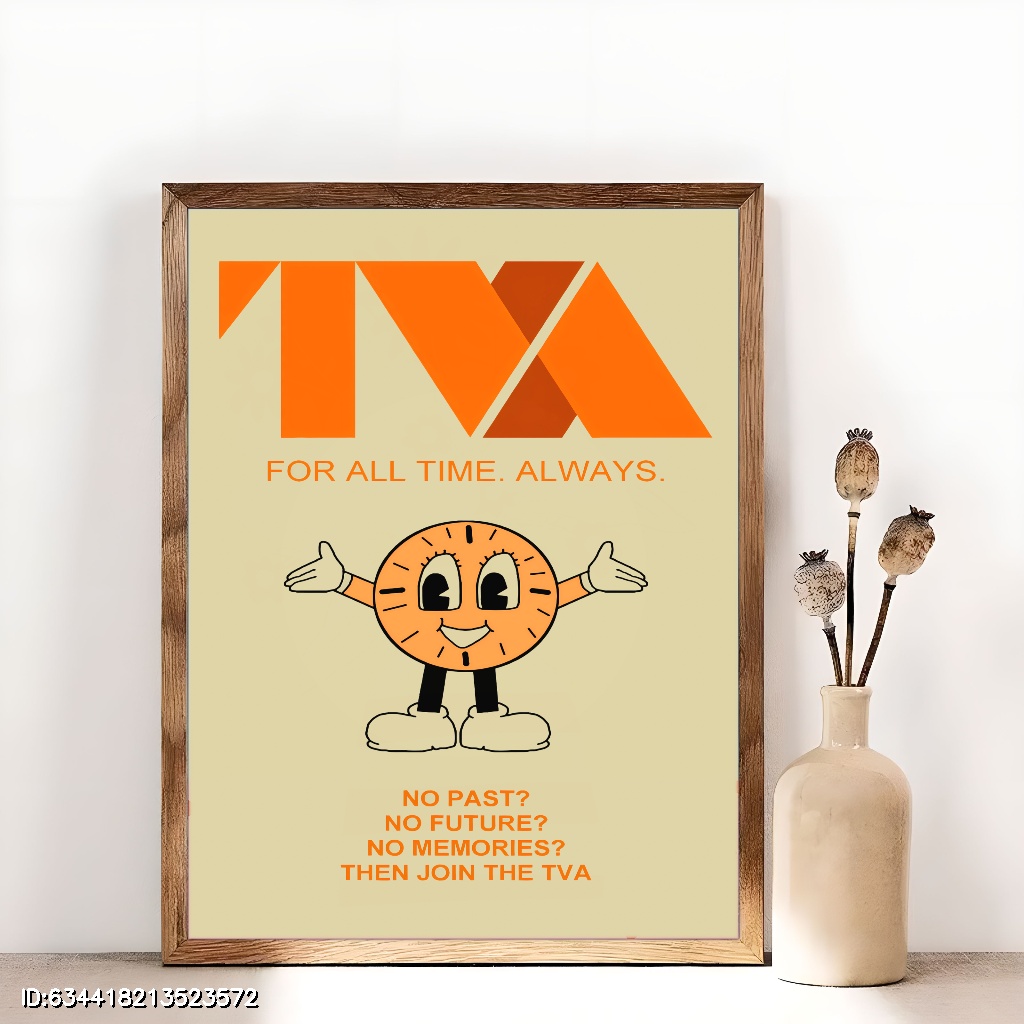 TVA
FOR ALL TIME. ALWAYS.
NO PAST?
NO FUTURE?
NO MEMORIES?
THEN JOIN THE TVA
ID:634418213523572